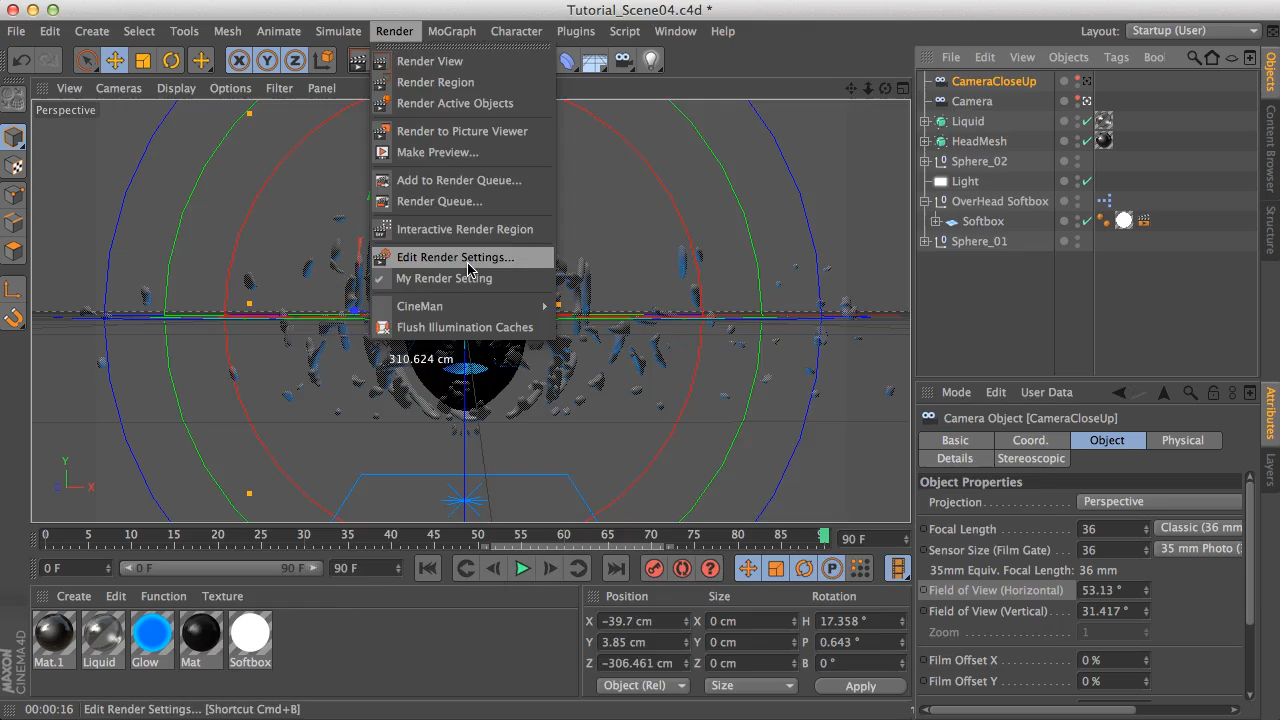 Tutorial_Scene04.c4d *
File Edit Create Select Tools Mesh Animate Simulate Render MoGraph Character Plugins Script Window Help
Layout: Startup (User)
View Cameras Display Options Filter Panel
Perspective
Render View
Render Region
Render Active Objects
Render to Picture Viewer
Make Preview...
Add to Render Queue...
Render Queue...
Interactive Render Region
Edit Render Settings...
My Render Setting
CineMan
Flush Illumination Caches
310.624 cm
Y
Z X
File Edit View Objects Tags Boo
CameraCloseUp
Camera
Liquid
HeadMesh
Sphere_02
Light
OverHead Softbox
Softbox
Sphere_01
Objects
Content Browser
Structure
Mode Edit User Data
Camera Object [CameraCloseUp]
Basic Coord. Object Physical
Details Stereoscopic
Object Properties
Projection Perspective
Focal Length 36 Classic (36 mm
Sensor Size (Film Gate) 36 35 mm Photo (
35mm Equiv. Focal Length: 36 mm
Field of View (Horizontal) 53.13 °
Field of View (Vertical) 31.417 °
Zoom 1
Film Offset X 0 %
Film Offset Y 0 %
Attributes
Layers
0 5 10 15 20 25 30 35 40 45 50 55 60 65 70 75 80 85 90 F
0 F 0 F 90 F 90 F
Create Edit Function Texture
Mat.1 Liquid Glow Mat Softbox
Position Size Rotation
X -39.7 cm X 0 cm H 17.358 °
Y 3.85 cm Y 0 cm P 0.643 °
Z -306.461 cm Z 0 cm B 0 °
Object (Rel) Size Apply
MAXON CINEMA4D
00:00:16 Edit Render Settings... [Shortcut Cmd+B]